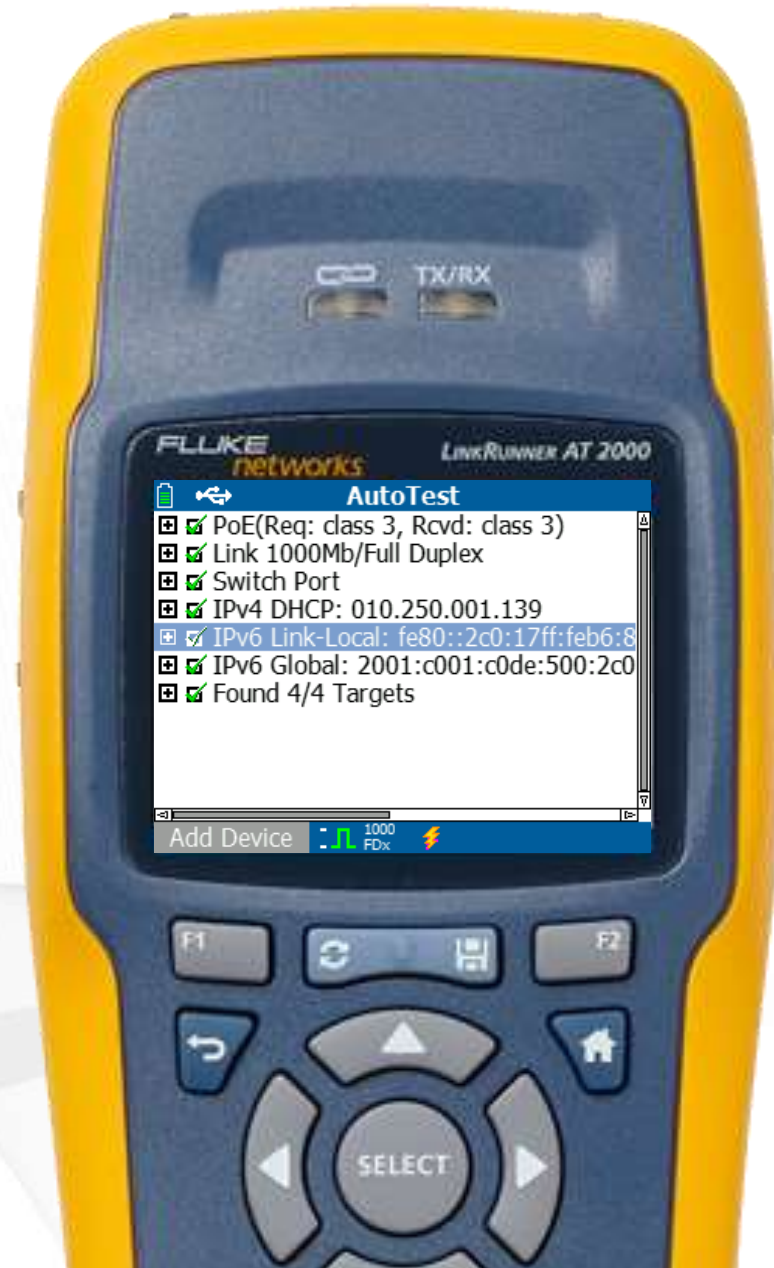 TX/RX
FLUKE
networks
LINKRUNNER AT 2000
AutoTest
PoE(Req: class 3, Rcvd: class 3)
Link 1000Mb/Full Duplex
Switch Port
IPv4 DHCP: 010.250.001.139
IPv6 Link-Local: fe80::2c0:17ff:feb6:8
IPv6 Global: 2001:c001:c0de:500:2c0
Found 4/4 Targets
Add Device
1000
FDx
F1
F2
SELECT